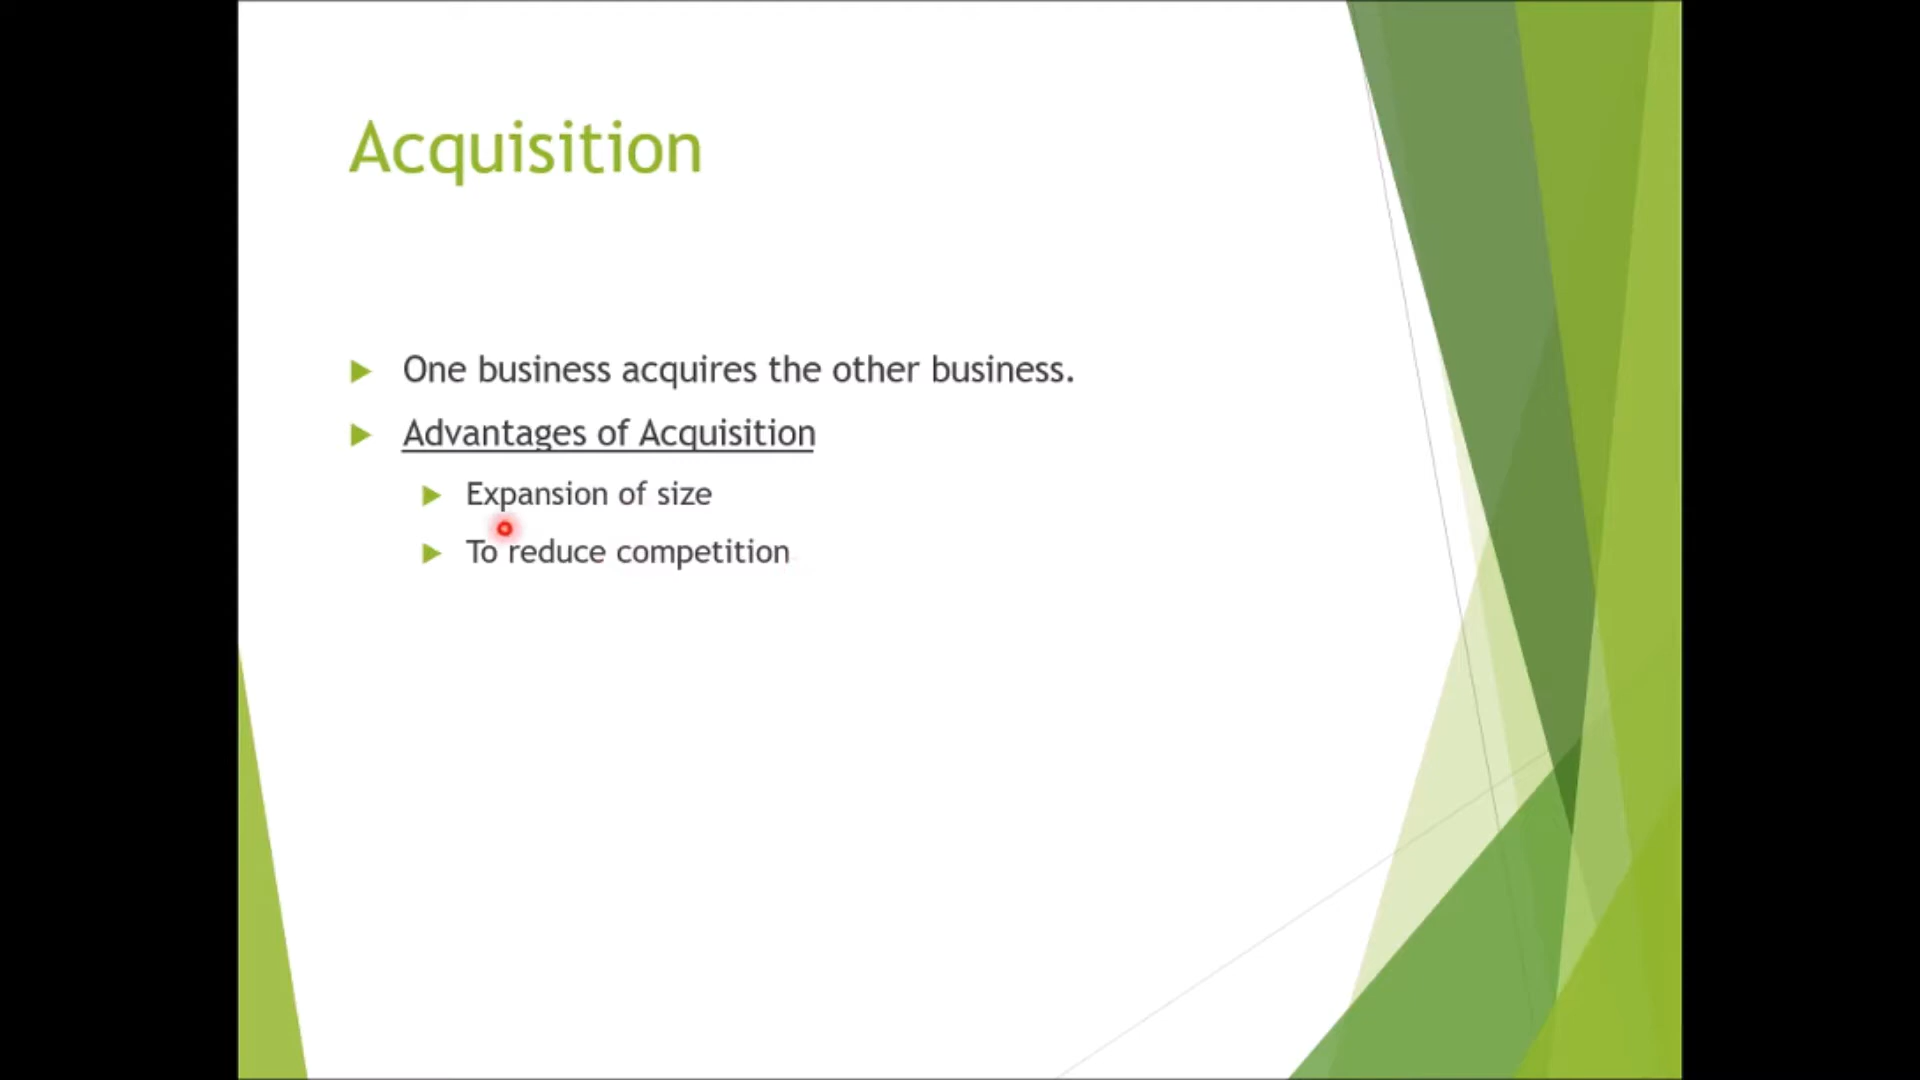 Acquisition
One business acquires the other business.
Advantages of Acquisition
Expansion of size
To reduce competition